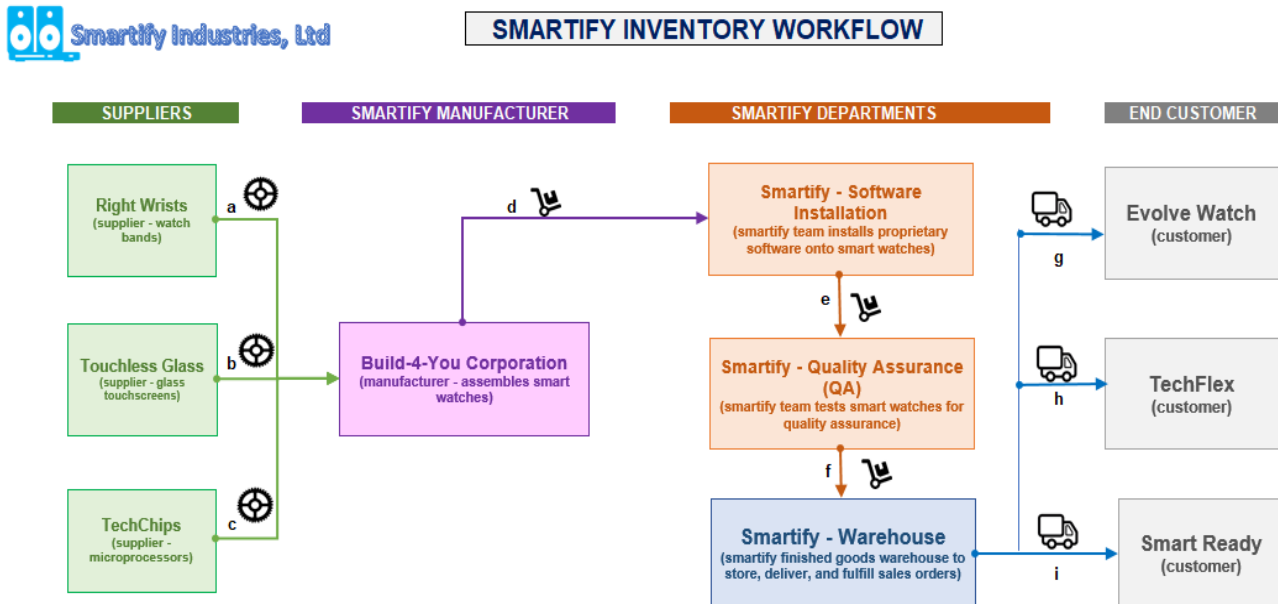 Smartify Industries, Ltd
SMARTIFY INVENTORY WORKFLOW
SUPPLIERS
SMARTIFY MANUFACTURER
SMARTIFY DEPARTMENTS
END CUSTOMER
Right Wrists
(supplier - watch
bands)
a
Touchless Glass
(supplier - glass
touchscreens)
b
TechChips
(supplier -
microprocessors)
c
Build-4-You Corporation
(manufacturer - assembles smart
watches)
d
Smartify - Software
Installation
(smartify team installs proprietary
software onto smart watches)
e
Smartify - Quality Assurance
(QA)
(smartify team tests smart watches for
quality assurance)
f
Smartify - Warehouse
(smartify finished goods warehouse to
store, deliver, and fulfill sales orders)
g
Evolve Watch
(customer)
h
TechFlex
(customer)
i
Smart Ready
(customer)